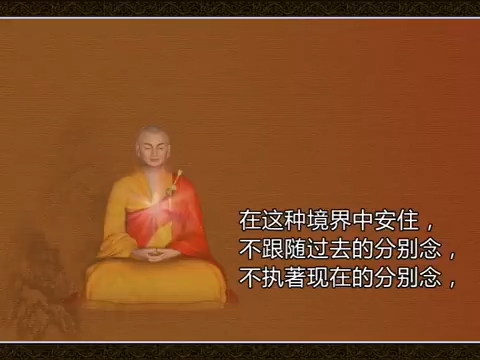 在这种境界中安住，
不跟随过去的分别念，
不执著现在的分别念，